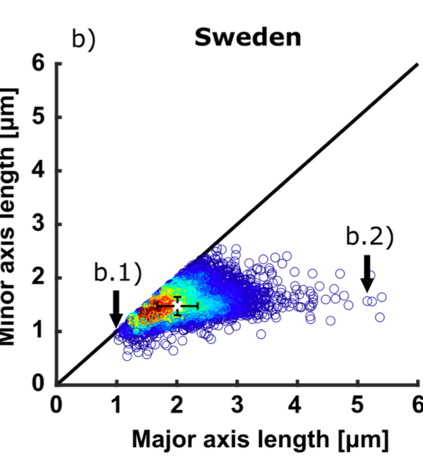 b)
Sweden
6
5
4
3
2
1
0
Minor axis length [µm]
b.1)
b.2)
0 1 2 3 4 5 6
Major axis length [µm]